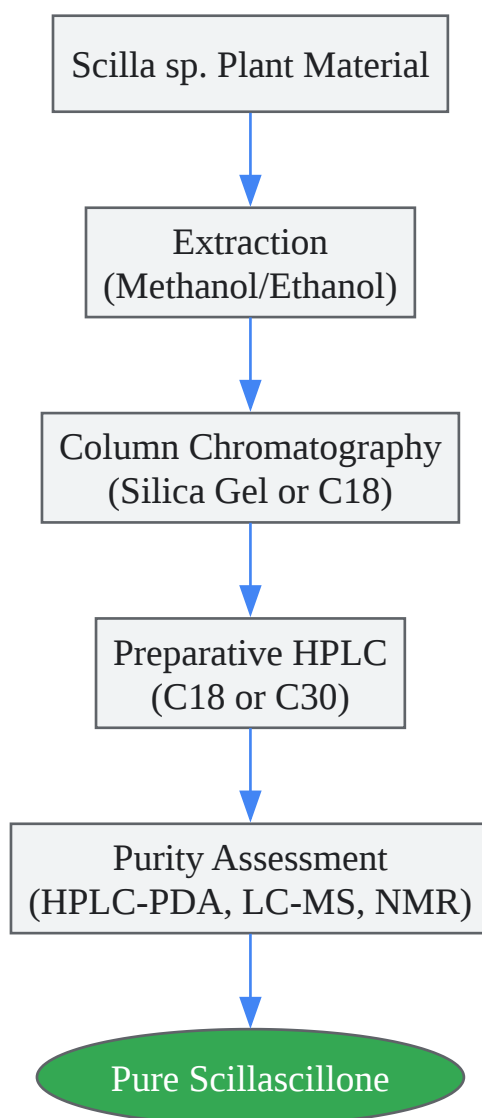 Scilla sp. Plant Material
Extraction
(Methanol/Ethanol)
Column Chromatography
(Silica Gel or C18)
Preparative HPLC
(C18 or C30)
Purity Assessment
(HPLC-PDA, LC-MS, NMR)
Pure Scillascillone